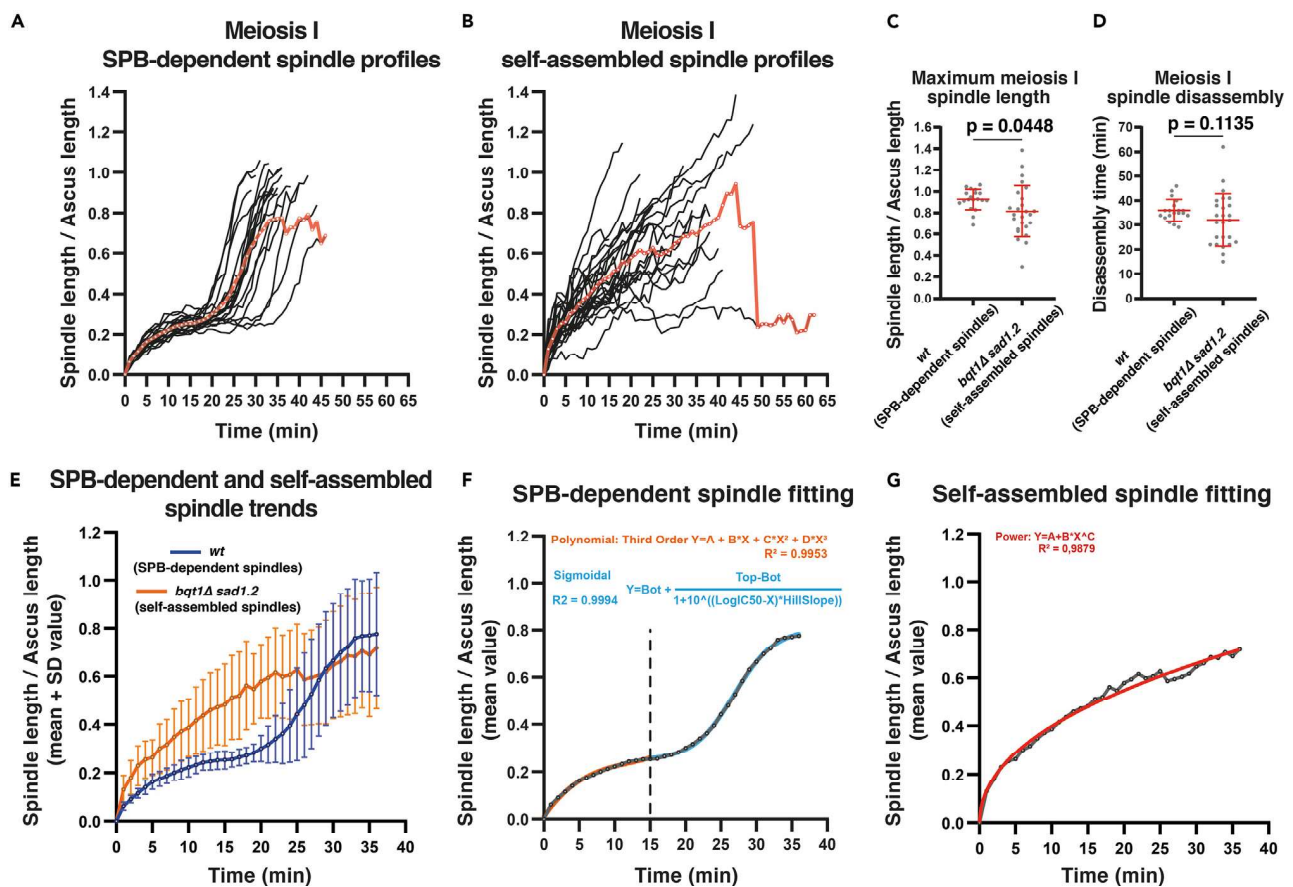 A
Meiosis I
SPB-dependent spindle profiles
Spindle length / Ascus length
1.4
1.2
1.0
0.8
0.6
0.4
0.2
0.0
0 5 10 15 20 25 30 35 40 45 50 55 60 65
Time (min)
B
Meiosis I
self-assembled spindle profiles
Spindle length / Ascus length
1.4
1.2
1.0
0.8
0.6
0.4
0.2
0.0
0 5 10 15 20 25 30 35 40 45 50 55 60 65
Time (min)
C
Maximum meiosis I
spindle length
p = 0.0448
Spindle length / Ascus length
1.6
1.4
1.2
1.0
0.8
0.6
0.4
0.2
0.0
wt
(SPB-dependent spindles)
bqt1Δ sad1.2
(self-assembled spindles)
D
Meiosis I
spindle disassembly
p = 0.1135
Disassembly time (min)
70
60
50
40
30
20
10
0
wt
(SPB-dependent spindles)
bqt1Δ sad1.2
(self-assembled spindles)
E
SPB-dependent and self-assembled
spindle trends
Spindle length / Ascus length
(mean + SD value)
1.2
1.0
0.8
0.6
0.4
0.2
0.0
wt
(SPB-dependent spindles)
bqt1Δ sad1.2
(self-assembled spindles)
0 5 10 15 20 25 30 35 40
Time (min)
F
SPB-dependent spindle fitting
Spindle length / Ascus length
(mean value)
1.2
1.0
0.8
0.6
0.4
0.2
0.0
Polynomial: Third Order Y=A + B*X + C*X² + D*X³
R² = 0.9953
Sigmoidal
R2 = 0.9994
Y=Bot +
Top-Bot
1+10^((LogIC50-X)*HillSlope))
0 5 10 15 20 25 30 35 40
Time (min)
G
Self-assembled spindle fitting
Spindle length / Ascus length
(mean value)
1.2
1.0
0.8
0.6
0.4
0.2
0.0
Power: Y=A+B*X^C
R² = 0,9879
0 5 10 15 20 25 30 35 40
Time (min)